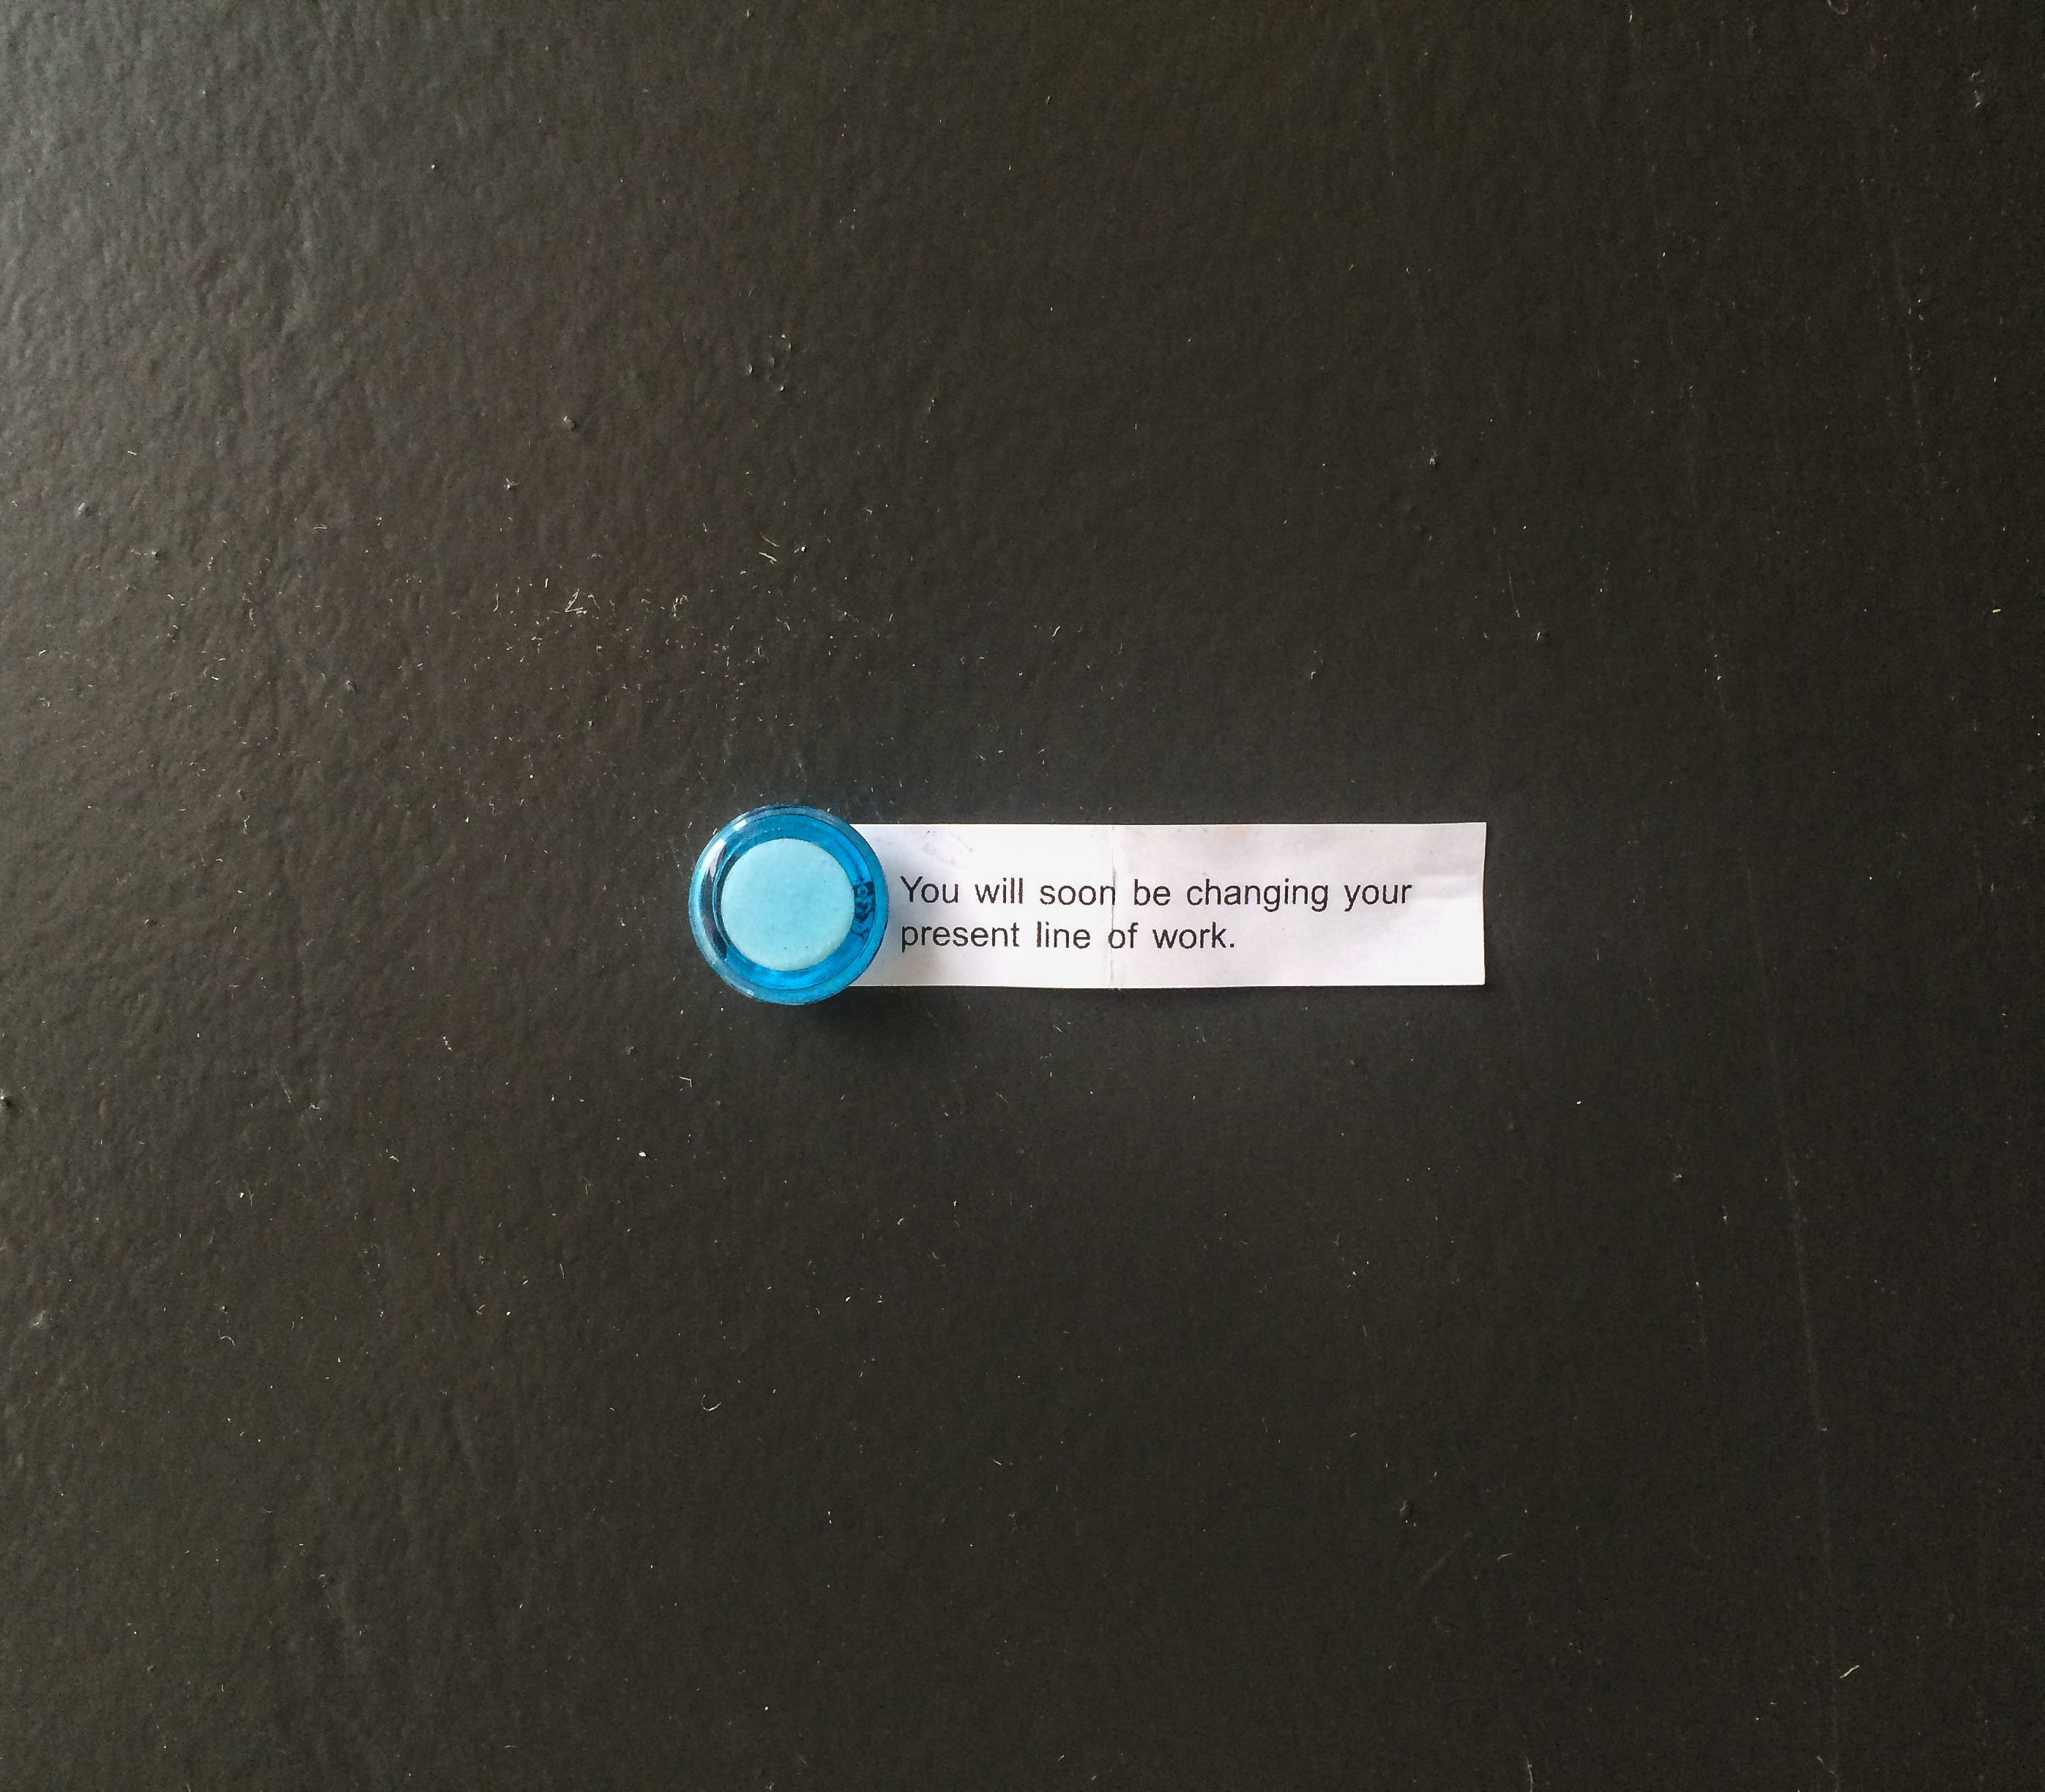 You will soon be changing your
present line of work.